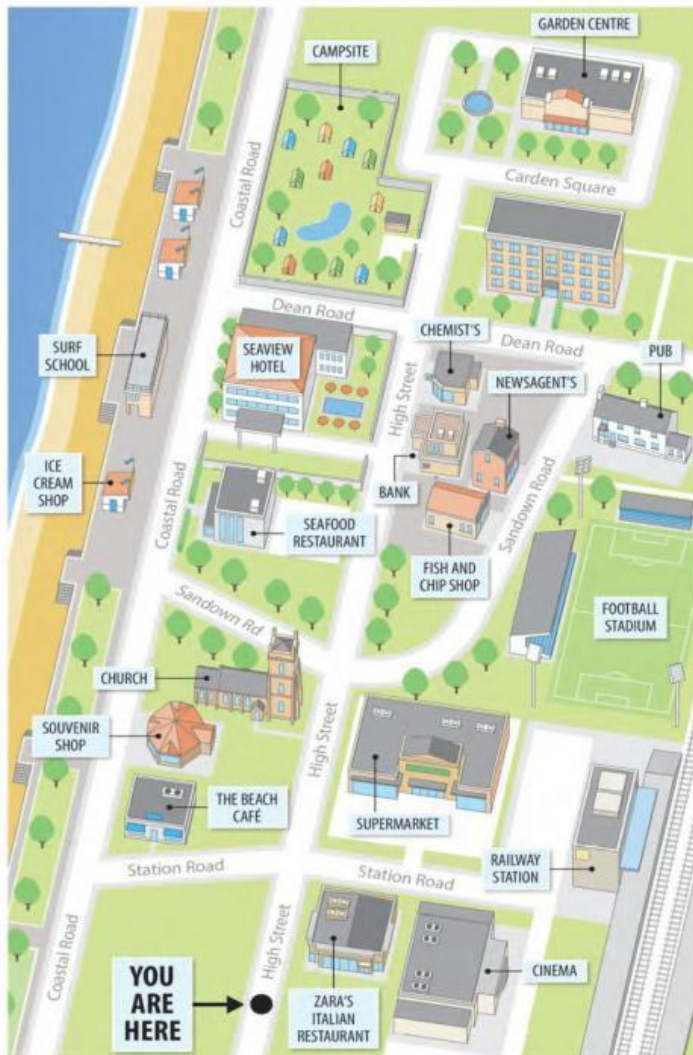 GARDEN CENTRE
CAMPSITE
Coastal Road
Carden Square
Dean Road
CHEMIST'S
Dean Road
PUB
SURF
SCHOOL
SEAVIEW
HOTEL
High Street
NEWSAGENT'S
ICE
CREAM
SHOP
BANK
Coastal Road
SEAFOOD
RESTAURANT
Sandown Road
FISH AND
CHIP SHOP
FOOTBALL
STADIUM
Sandown Rd
CHURCH
SOUVENIR
SHOP
High Street
THE BEACH
CAFÉ
SUPERMARKET
RAILWAY
STATION
Station Road
Station Road
Coastal Road
High Street
YOU
ARE
HERE
ZARA'S
ITALIAN
RESTAURANT
CINEMA